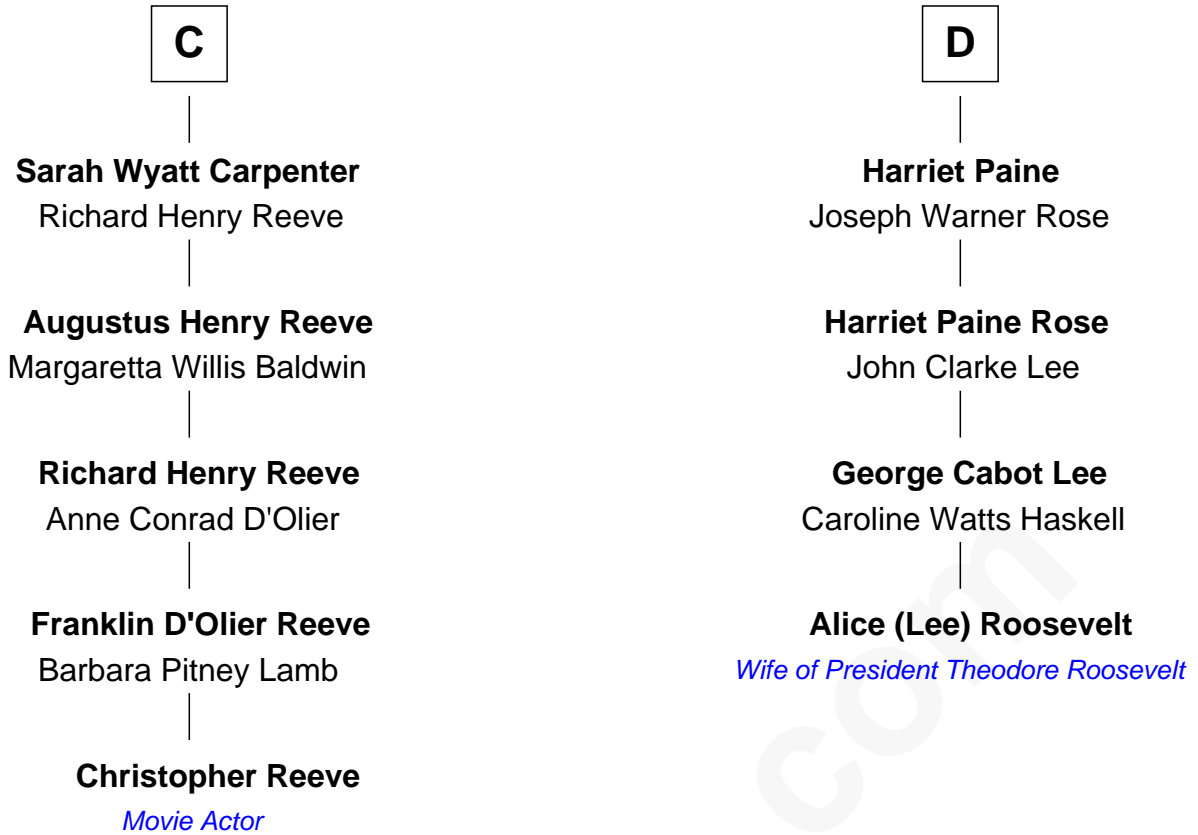 C
Sarah Wyatt Carpenter
Richard Henry Reeve
Augustus Henry Reeve
Margaretta Willis Baldwin
Richard Henry Reeve
Anne Conrad D'Olier
Franklin D'Olier Reeve
Barbara Pitney Lamb
Christopher Reeve
Movie Actor
D
Harriet Paine
Joseph Warner Rose
Harriet Paine Rose
John Clarke Lee
George Cabot Lee
Caroline Watts Haskell
Alice (Lee) Roosevelt
Wife of President Theodore Roosevelt
com